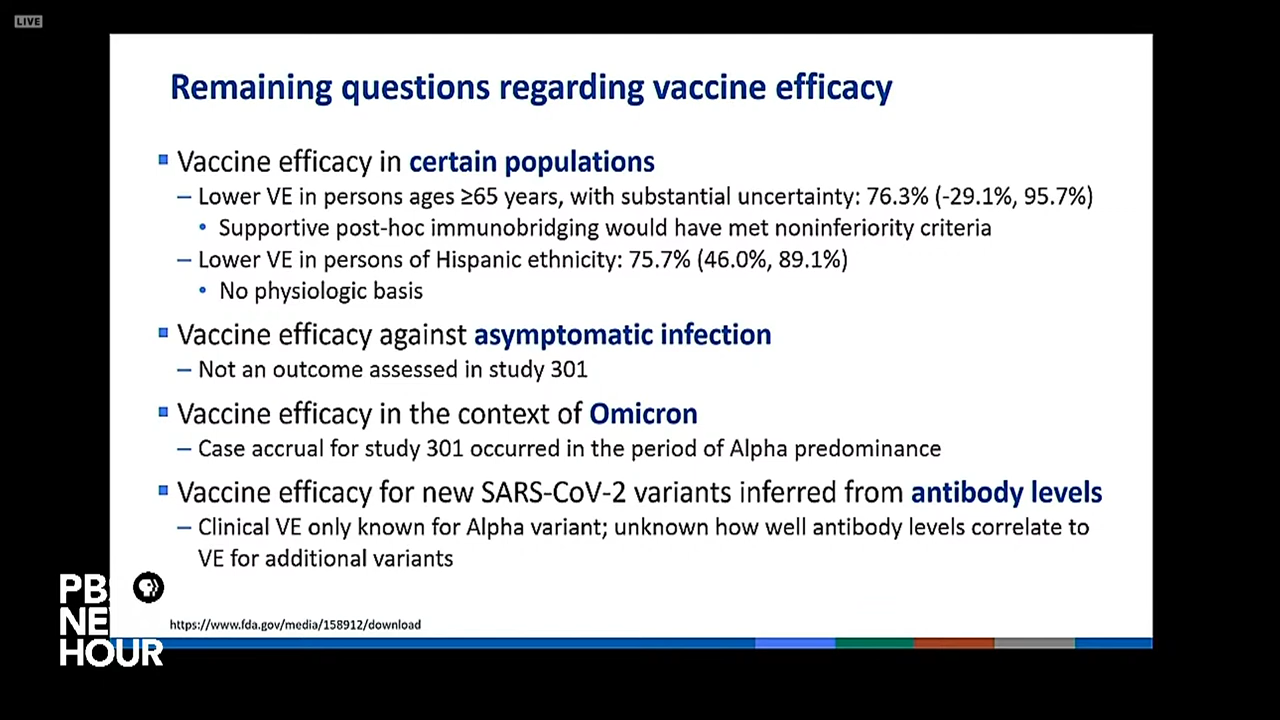 LIVE
Remaining questions regarding vaccine efficacy
▪ Vaccine efficacy in certain populations
– Lower VE in persons ages ≥65 years, with substantial uncertainty: 76.3% (-29.1%, 95.7%)
• Supportive post-hoc immunobridging would have met noninferiority criteria
– Lower VE in persons of Hispanic ethnicity: 75.7% (46.0%, 89.1%)
• No physiologic basis
▪ Vaccine efficacy against asymptomatic infection
– Not an outcome assessed in study 301
▪ Vaccine efficacy in the context of Omicron
– Case accrual for study 301 occurred in the period of Alpha predominance
▪ Vaccine efficacy for new SARS-CoV-2 variants inferred from antibody levels
– Clinical VE only known for Alpha variant; unknown how well antibody levels correlate to
VE for additional variants
https://www.fda.gov/media/158912/download
PB
NE
HOUR